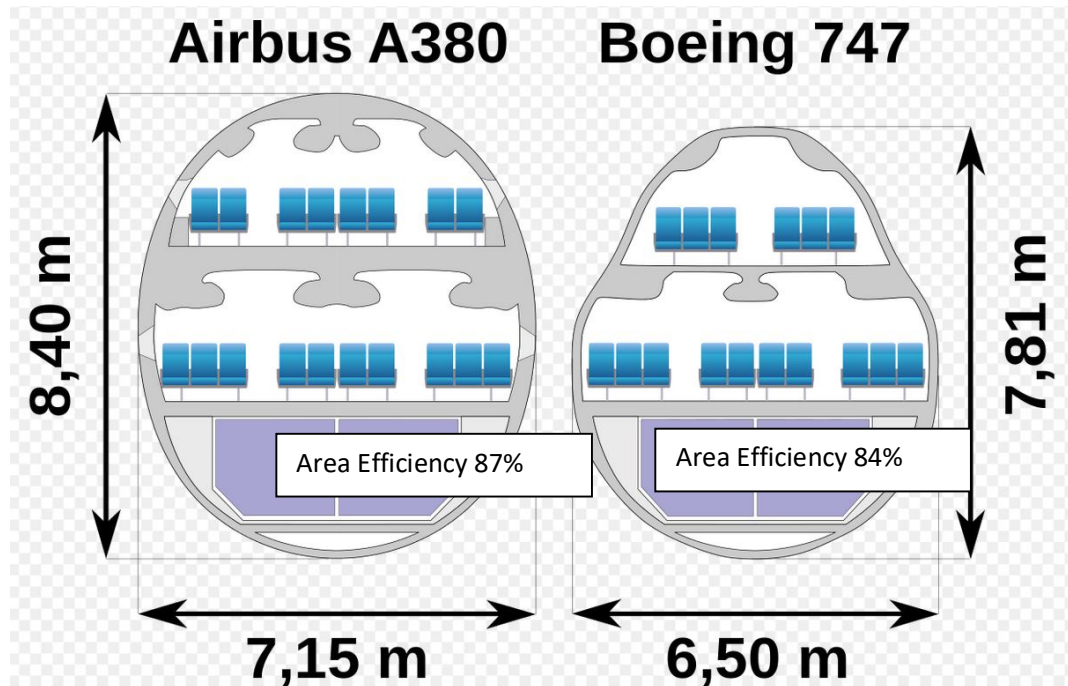 Airbus A380
Boeing 747
8,40 m
7,81 m
Area Efficiency 87%
Area Efficiency 84%
7,15 m
6,50 m